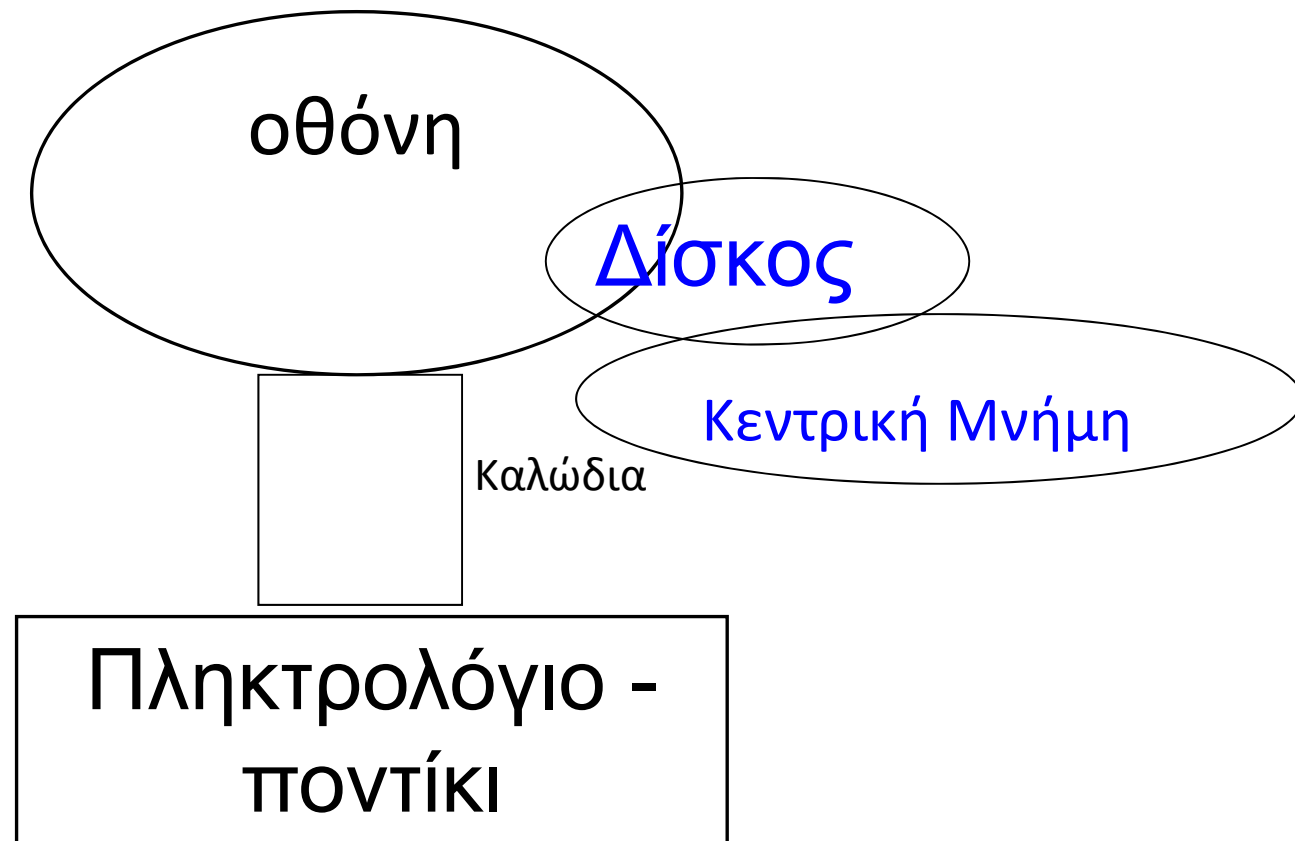 οθόνη
Δίσκος
Κεντρική Μνήμη
Καλώδια
Πληκτρολόγιο -
ποντίκι